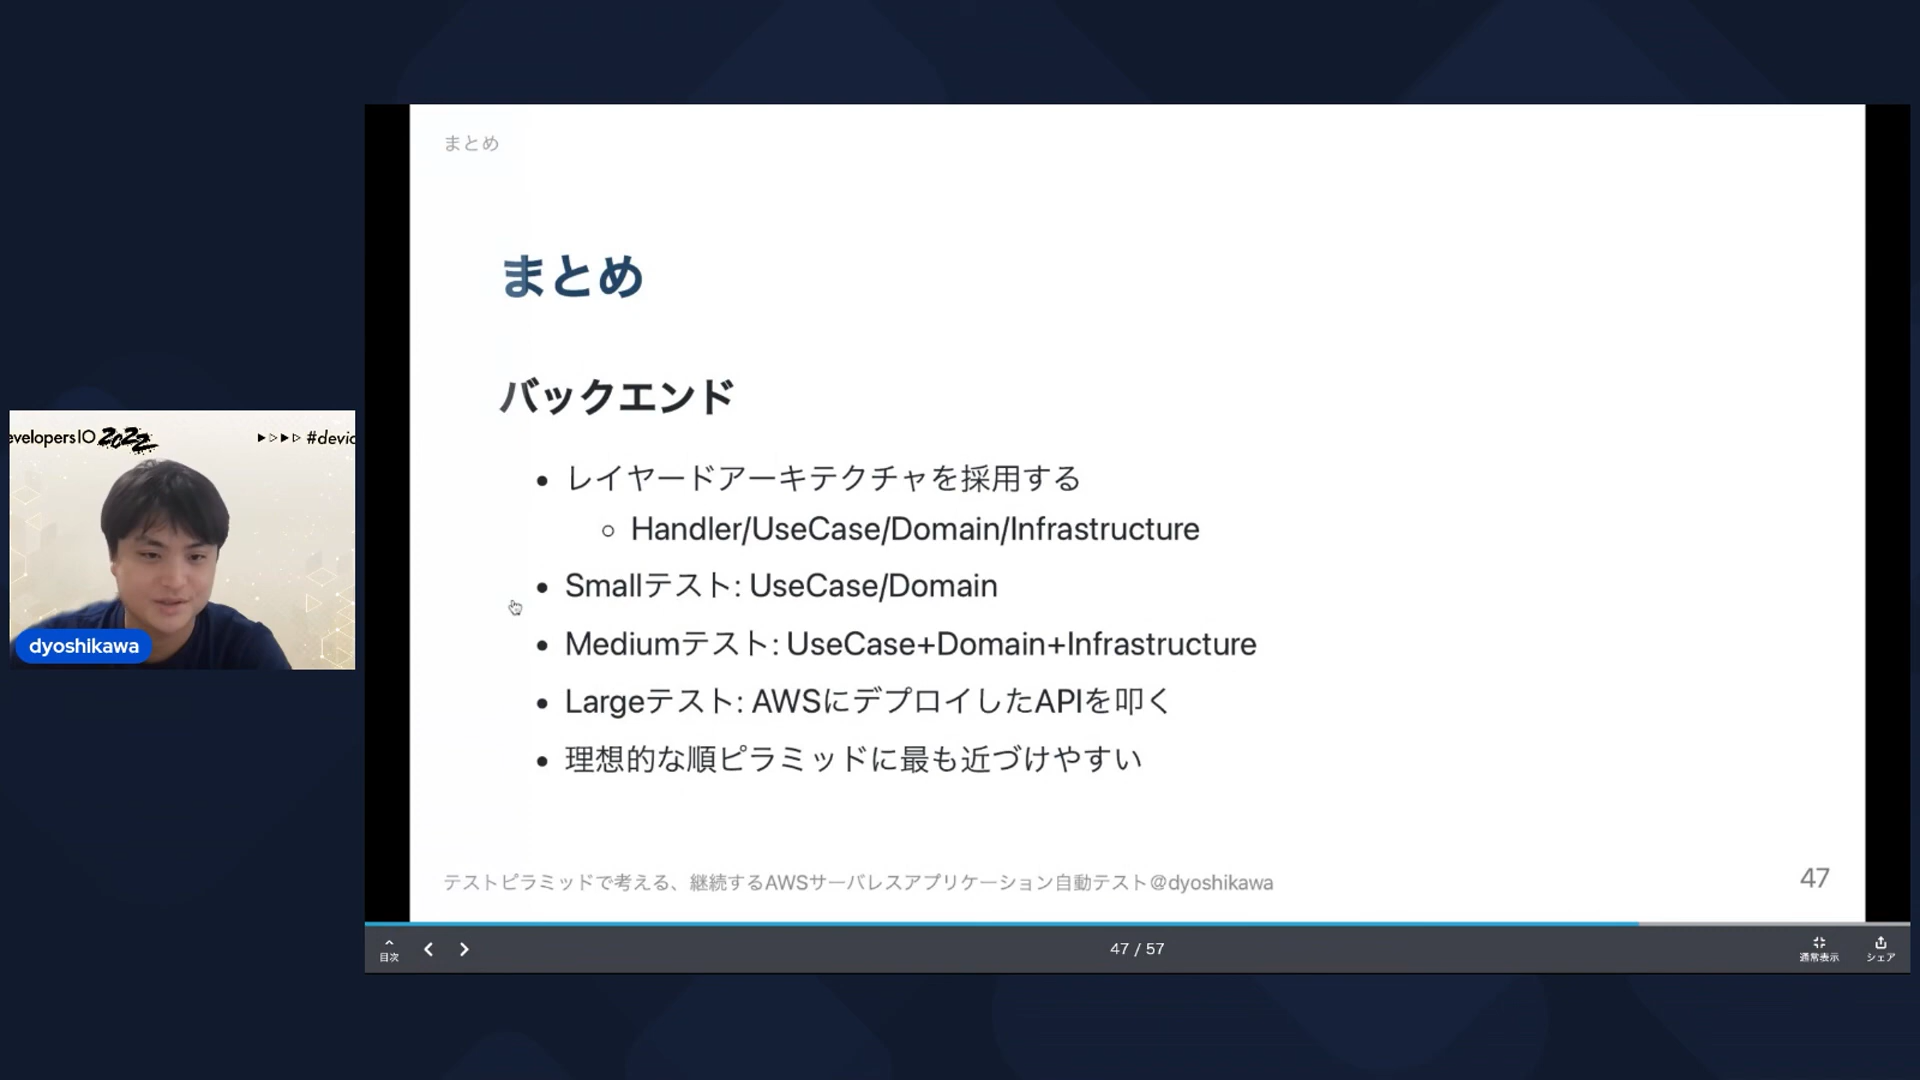 まとめ
まとめ
バックエンド
• レイヤードアーキテクチャを採用する
○ Handler/UseCase/Domain/Infrastructure
• Smallテスト: UseCase/Domain
• Mediumテスト: UseCase+Domain+Infrastructure
• Largeテスト: AWSにデプロイしたAPIを叩く
• 理想的な順ピラミッドに最も近づけやすい
テストピラミッドで考える、継続するAWSサーバレスアプリケーション自動テスト@dyoshikawa
47
evelopersIO 2022
#devio
dyoshikawa
目次
47 / 57
通常表示
シェア